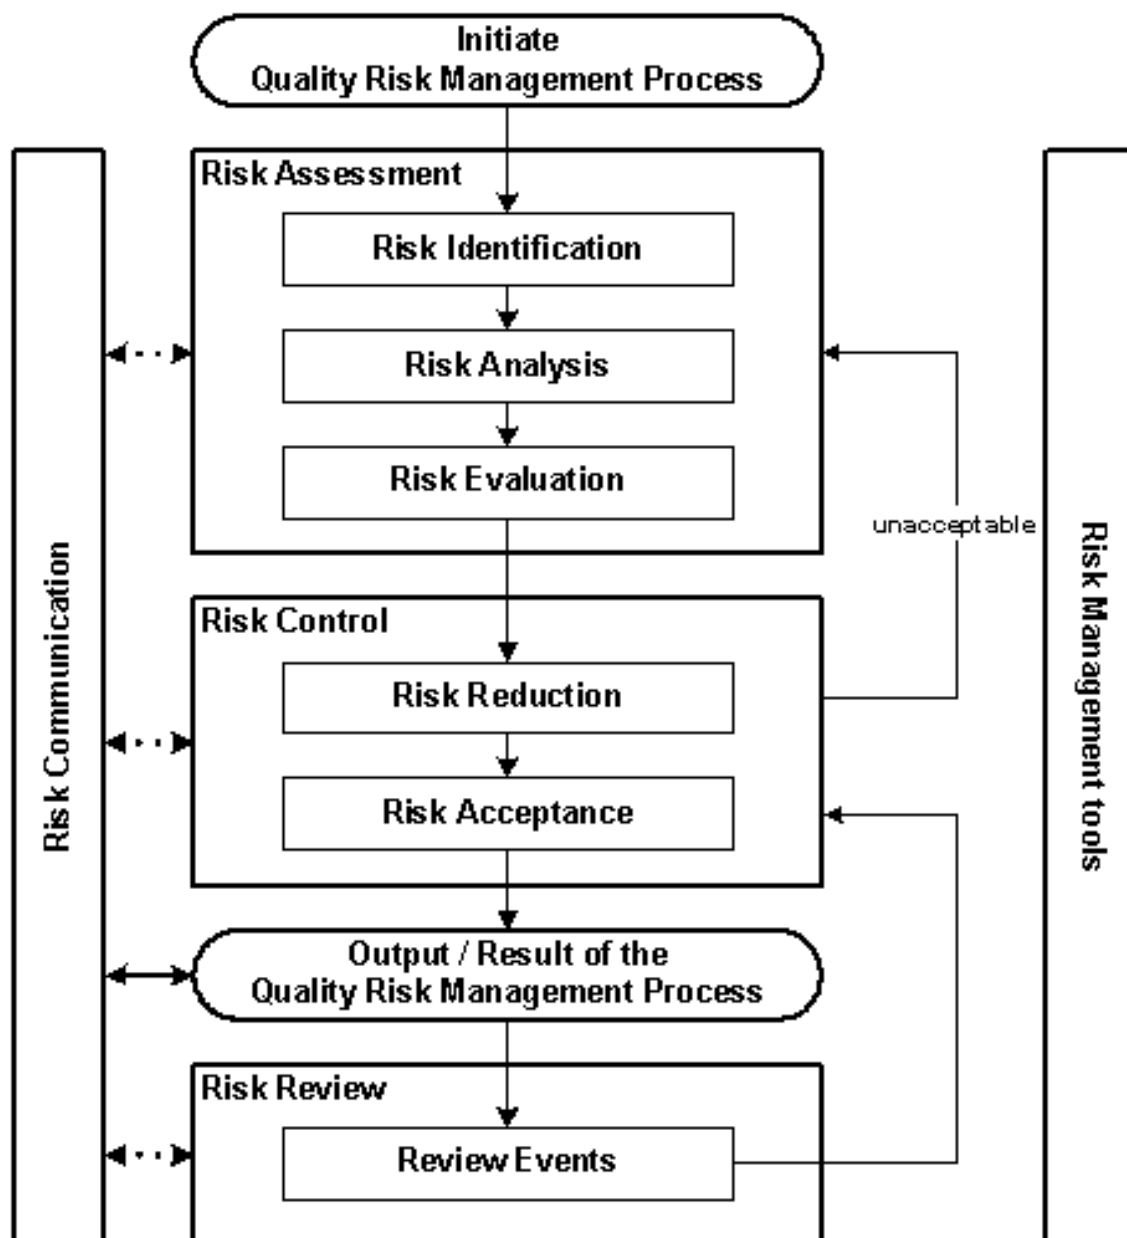 Initiate
Quality Risk Management Process
Risk Assessment
Risk Identification
Risk Analysis
Risk Evaluation
unacceptable
Risk Control
Risk Reduction
Risk Acceptance
Output / Result of the
Quality Risk Management Process
Risk Review
Review Events
Risk Communication
Risk Management tools